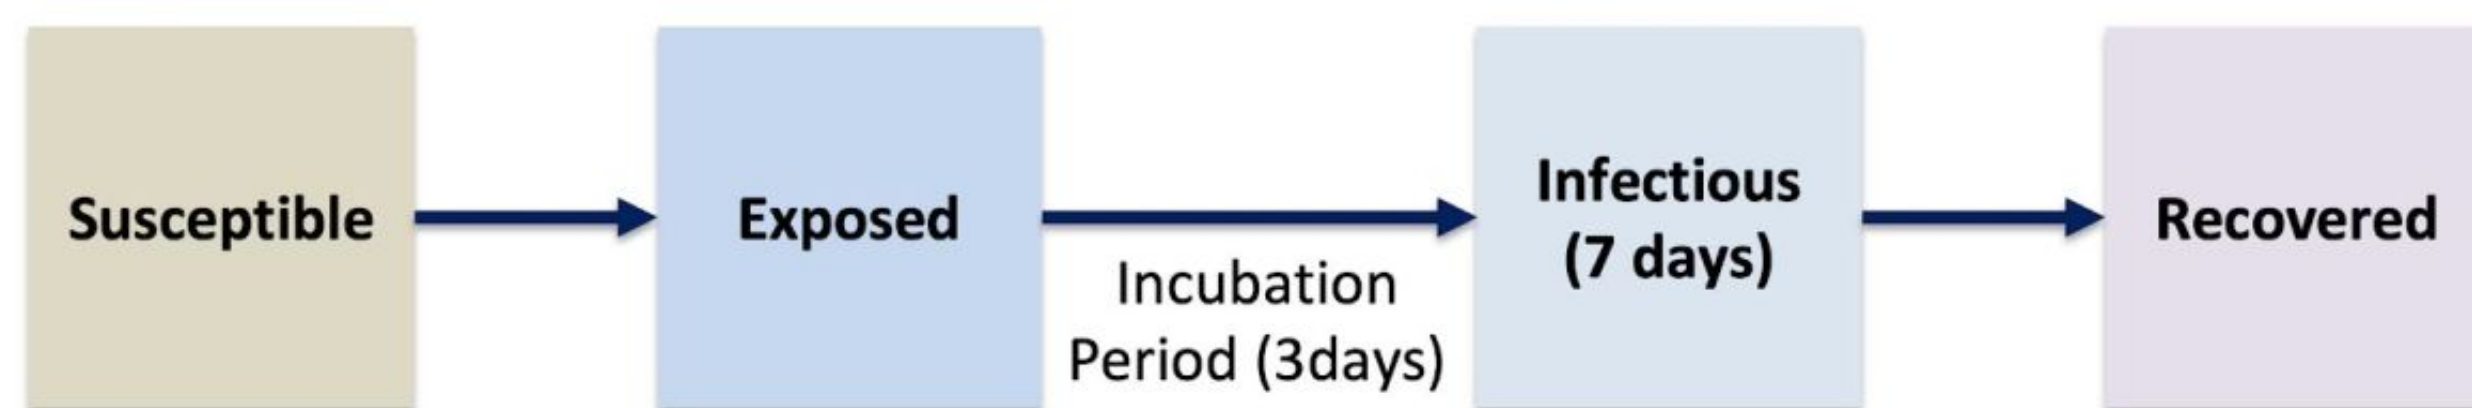 Susceptible
Exposed
Incubation
Period (3days)
Infectious
(7 days)
Recovered